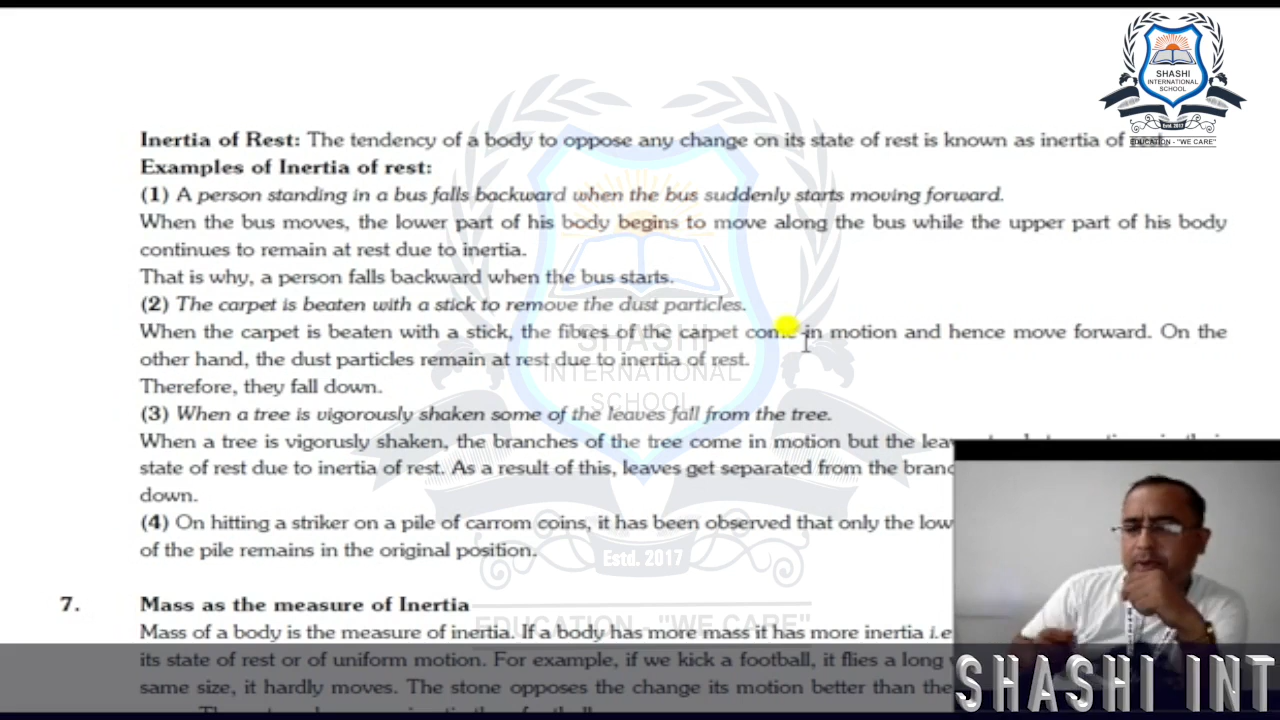 SHASHI
INTERNATIONAL
SCHOOL
Estd. 2017
EDUCATION - "WE CARE"
Inertia of Rest: The tendency of a body to oppose any change on its state of rest is known as inertia of rest.
Examples of Inertia of rest:
(1) A person standing in a bus falls backward when the bus suddenly starts moving forward.
When the bus moves, the lower part of his body begins to move along the bus while the upper part of his body
continues to remain at rest due to inertia.
That is why, a person falls backward when the bus starts.
(2) The carpet is beaten with a stick to remove the dust particles.
When the carpet is beaten with a stick, the fibres of the carpet come in motion and hence move forward. On the
other hand, the dust particles remain at rest due to inertia of rest.
Therefore, they fall down.
(3) When a tree is vigorously shaken some of the leaves fall from the tree.
When a tree is vigorusly shaken, the branches of the tree come in motion but the
state of rest due to inertia of rest. As a result of this, leaves get separated from the
down.
(4) On hitting a striker on a pile of carrom coins, it has been observed that only the low
of the pile remains in the original position.
7. Mass as the measure of Inertia
Mass of a body is the measure of inertia. If a body has more mass it has more inertia i.e
its state of rest or of uniform motion. For example, if we kick a football, it flies a long
same size, it hardly moves. The stone opposes the change its motion better than the
SHASHI
INTERNATIONAL
SCHOOL
Estd. 2017
EDUCATION - "WE CARE"
SHASHI INT